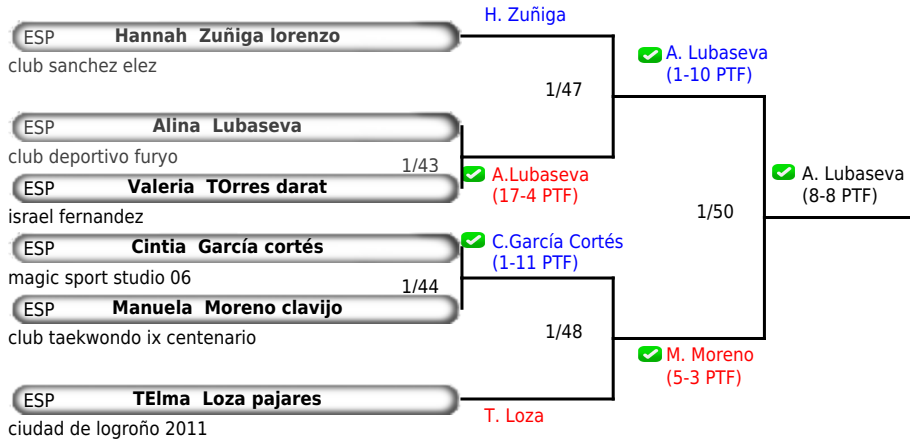 H. Zuñiga
ESP Hannah Zuñiga lorenzo
club sanchez elez
A. Lubaseva
(1-10 PTF)
1/47
ESP Alina Lubaseva
club deportivo furyo
1/43
A.Lubaseva
(17-4 PTF)
ESP Valeria TOrres darat
israel fernandez
A. Lubaseva
(8-8 PTF)
1/50
ESP Cintia García cortés
magic sport studio 06
C.García Cortés
(1-11 PTF)
1/44
ESP Manuela Moreno clavijo
club taekwondo ix centenario
1/48
M. Moreno
(5-3 PTF)
ESP TElma Loza pajares
ciudad de logroño 2011
T. Loza